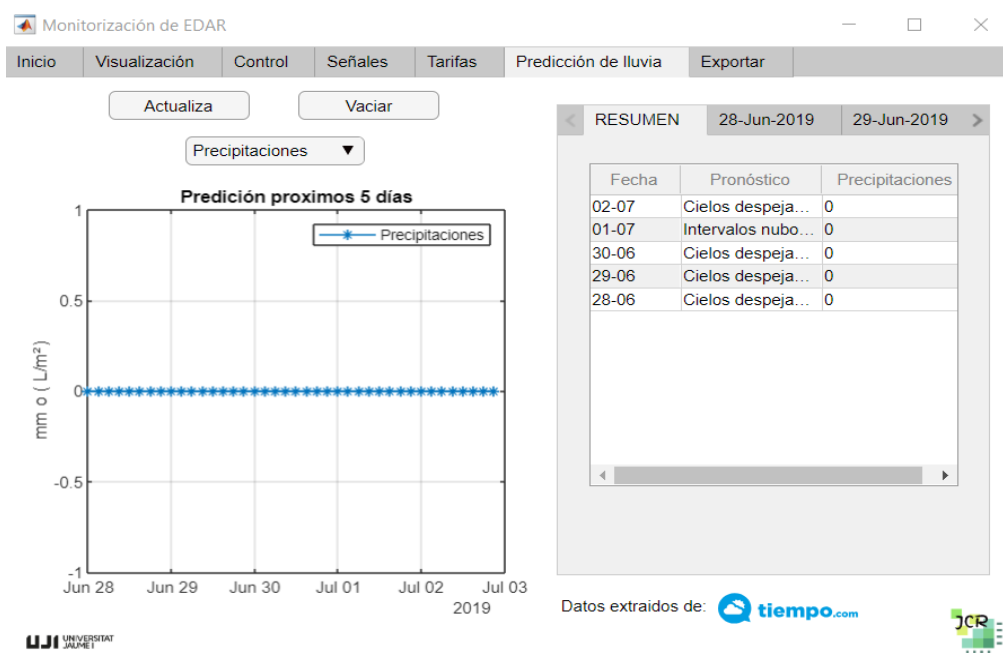 Monitorización de EDAR
Inicio Visualización Control Señales Tarifas Predicción de lluvia Exportar
Actualiza Vaciar
Precipitaciones
Predición proximos 5 días
Precipitaciones
1
0.5
0
-0.5
-1
mm o ( L/m²)
Jun 28 Jun 29 Jun 30 Jul 01 Jul 02 Jul 03
2019
RESUMEN 28-Jun-2019 29-Jun-2019
Fecha Pronóstico Precipitaciones
02-07 Cielos despeja... 0
01-07 Intervalos nubo... 0
30-06 Cielos despeja... 0
29-06 Cielos despeja... 0
28-06 Cielos despeja... 0
Datos extraidos de: tiempo.com
UJI UNIVERSITAT JAUME I
JCR